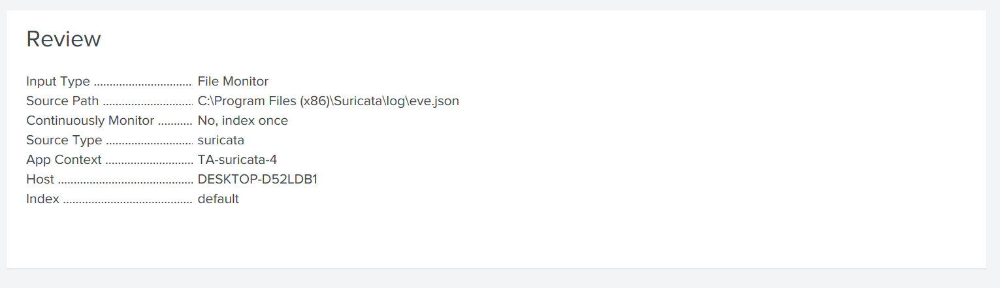 Review
Input Type ............................... File Monitor
Source Path ............................ C:\Program Files (x86)\Suricata\log\eve.json
Continuously Monitor ........... No, index once
Source Type ........................... suricata
App Context ............................ TA-suricata-4
Host ........................................... DESKTOP-D52LDB1
Index ......................................... default